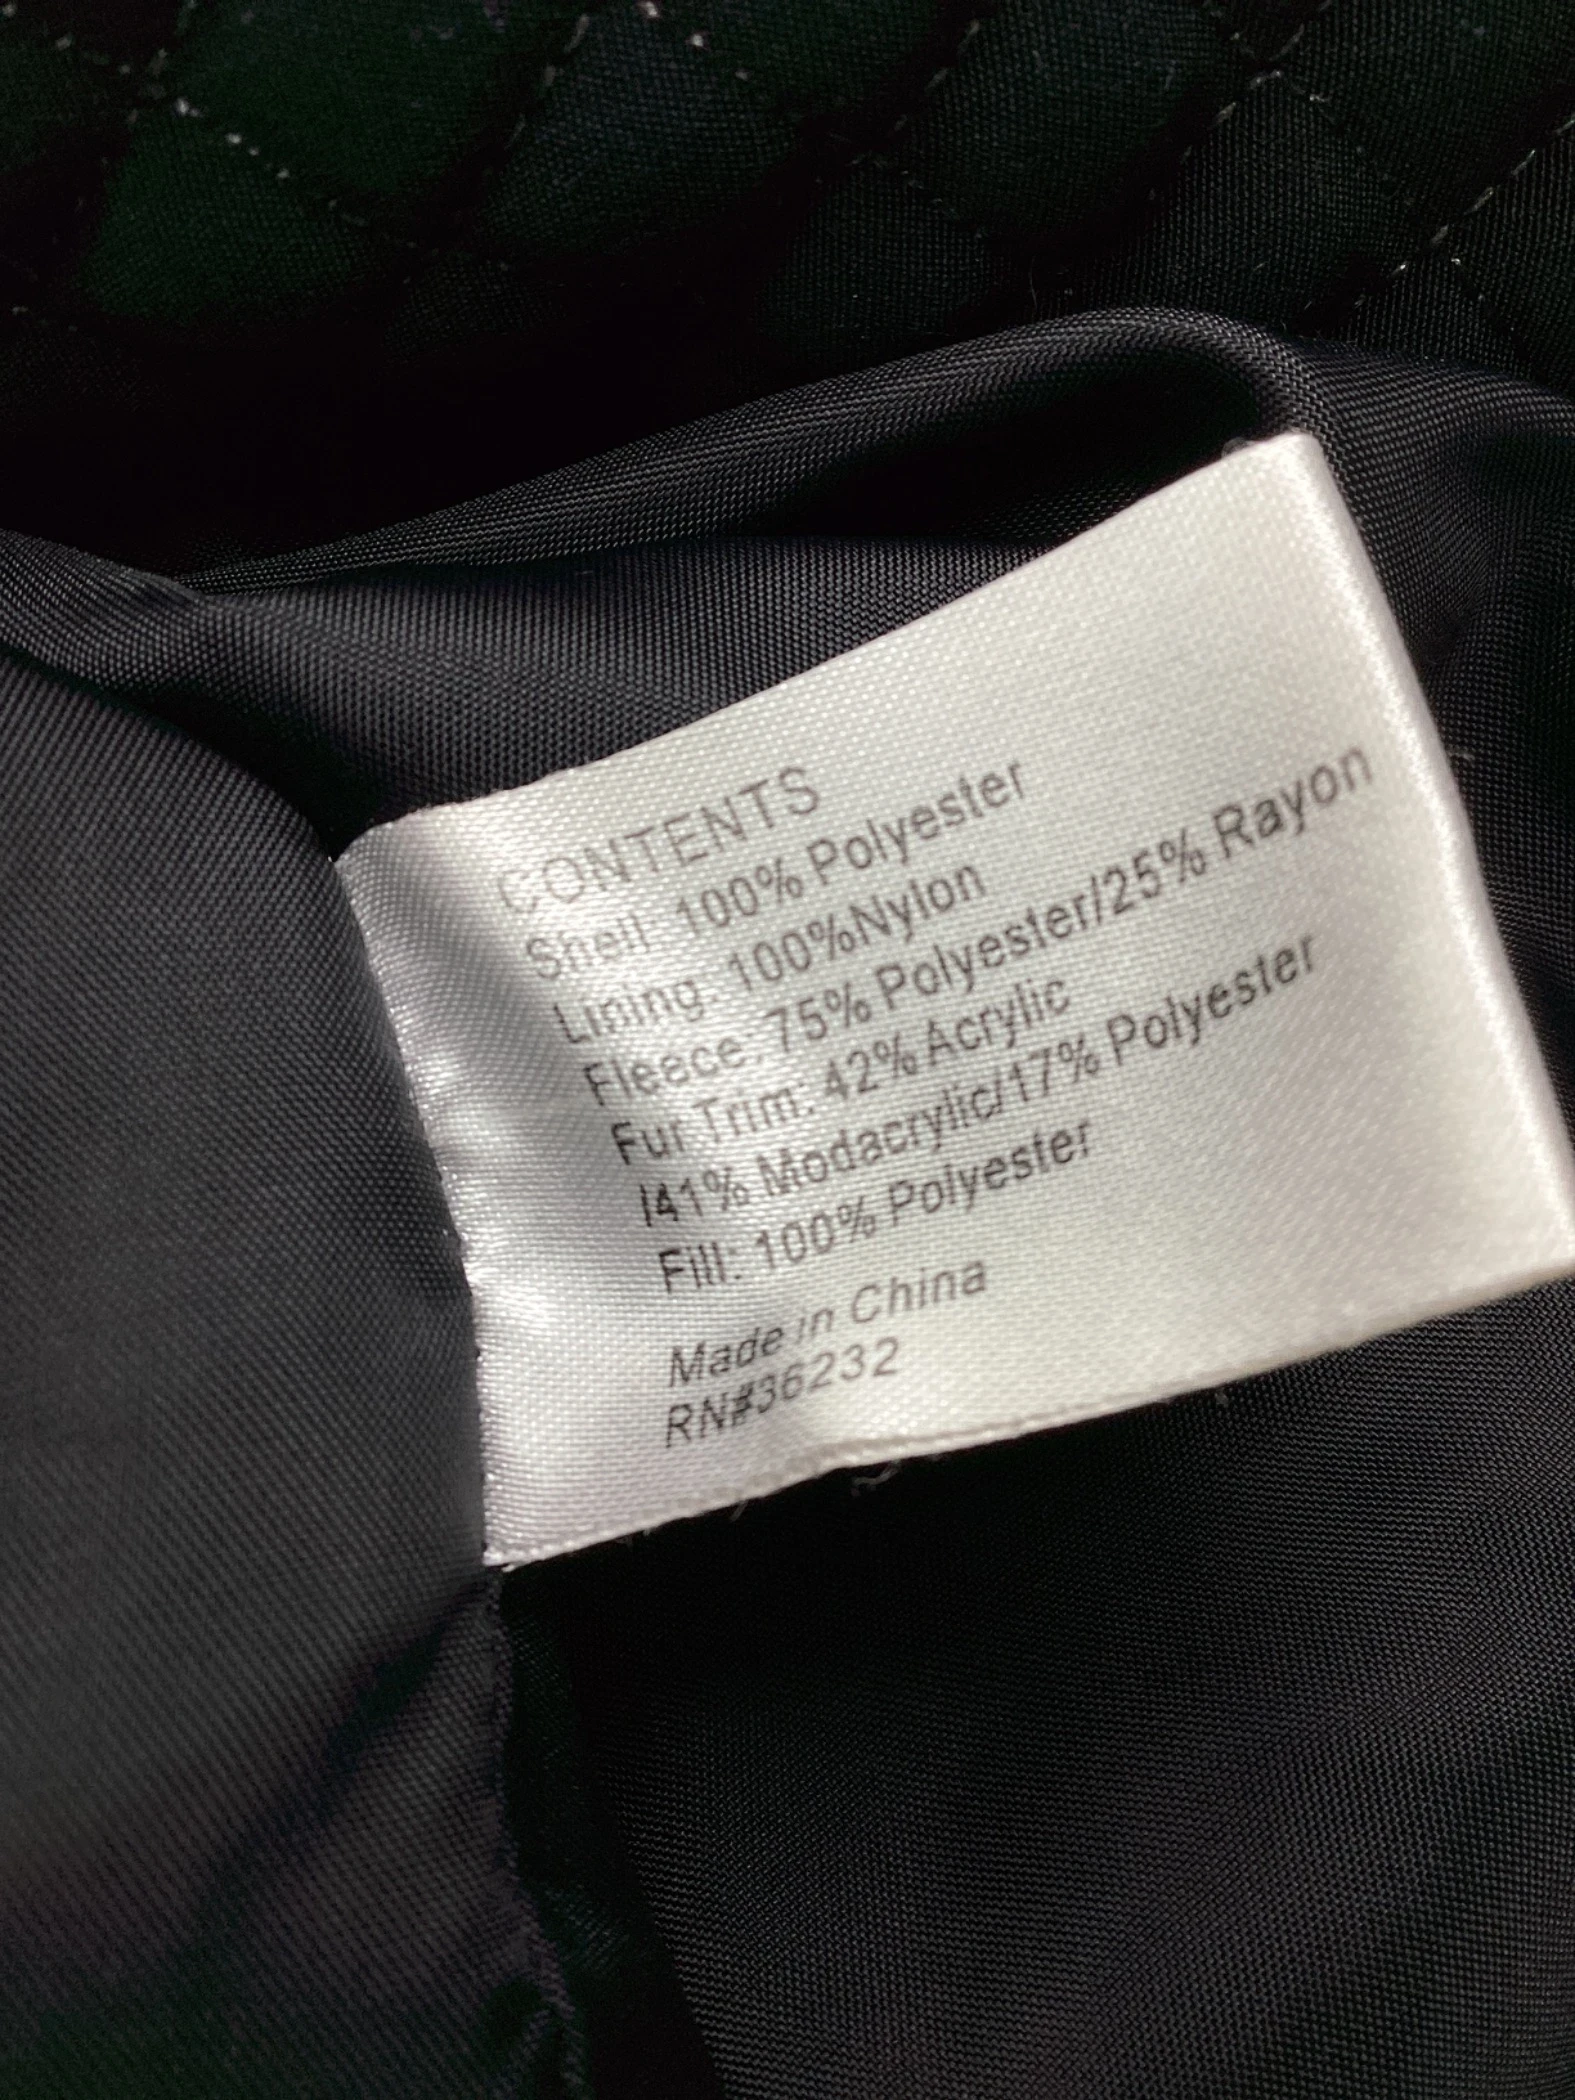 CONTENTS
Shell: 100% Polyester
Lining: 100%Nylon
Fleece: 75% Polyester/25% Rayon
Fur Trim: 42% Acrylic
/41% Modacrylic/17% Polyester
Fill: 100% Polyester
Made in China
RN#36232